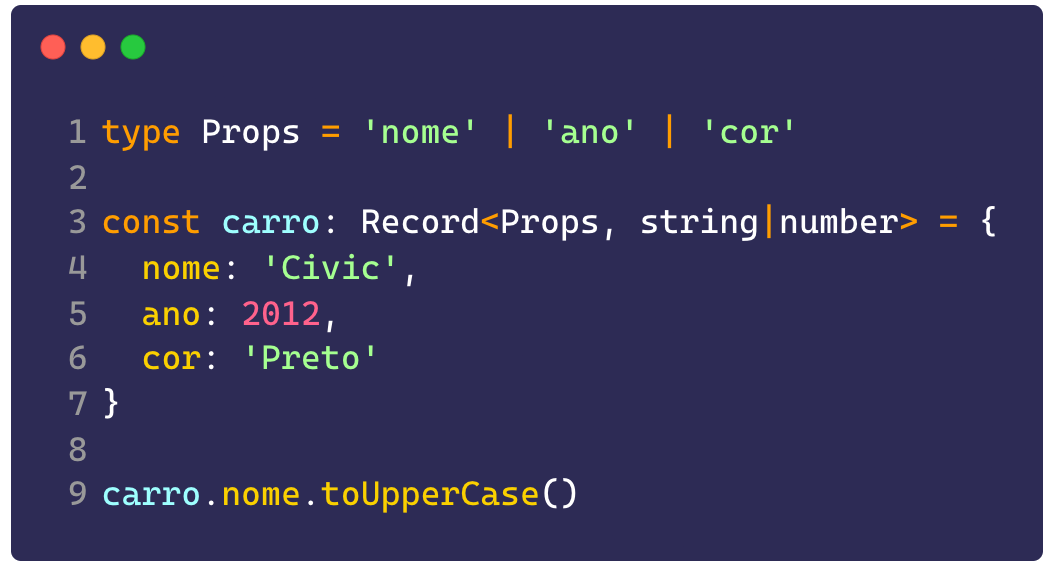 1 type Props = 'nome' | 'ano' | 'cor'
2
3 const carro: Record<Props, string|number> = {
4   nome: 'Civic',
5   ano: 2012,
6   cor: 'Preto'
7 }
8
9 carro.nome.toUpperCase()